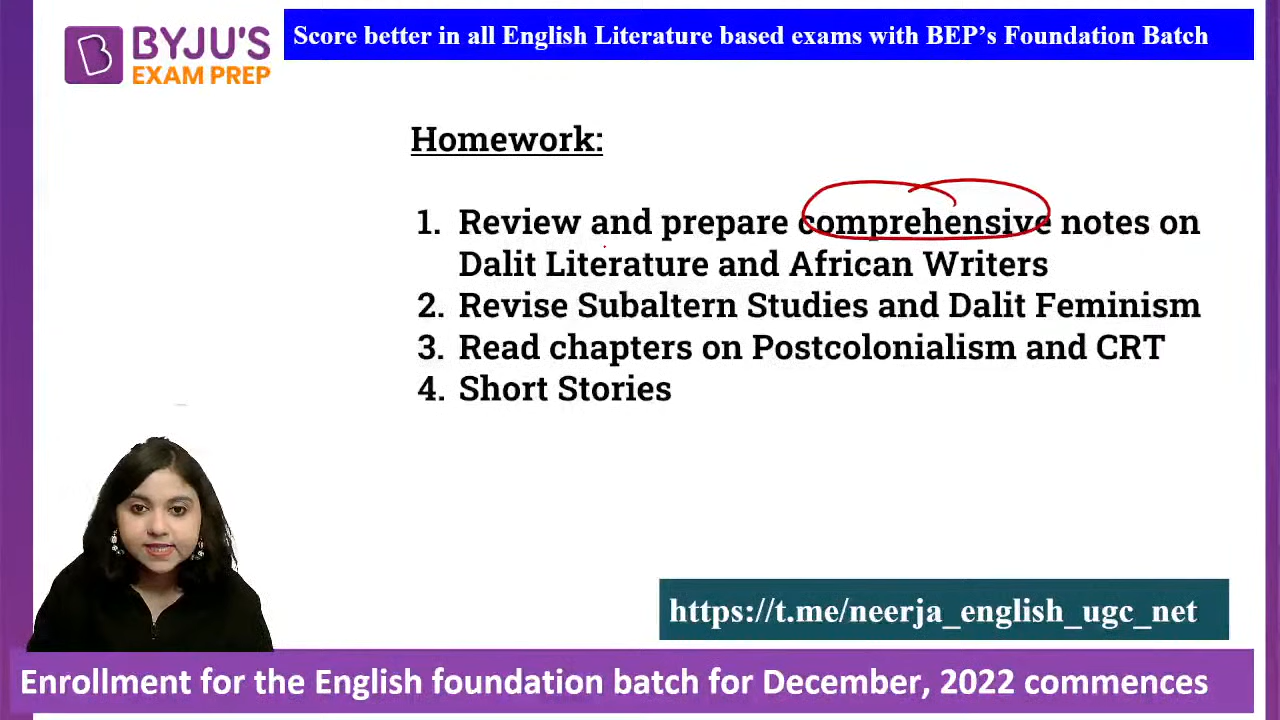 BYJU'S
EXAM PREP
Score better in all English Literature based exams with BEP's Foundation Batch
Homework:
1. Review and prepare comprehensive notes on
Dalit Literature and African Writers
2. Revise Subaltern Studies and Dalit Feminism
3. Read chapters on Postcolonialism and CRT
4. Short Stories
https://t.me/neerja_english_ugc_net
Enrollment for the English foundation batch for December, 2022 commences